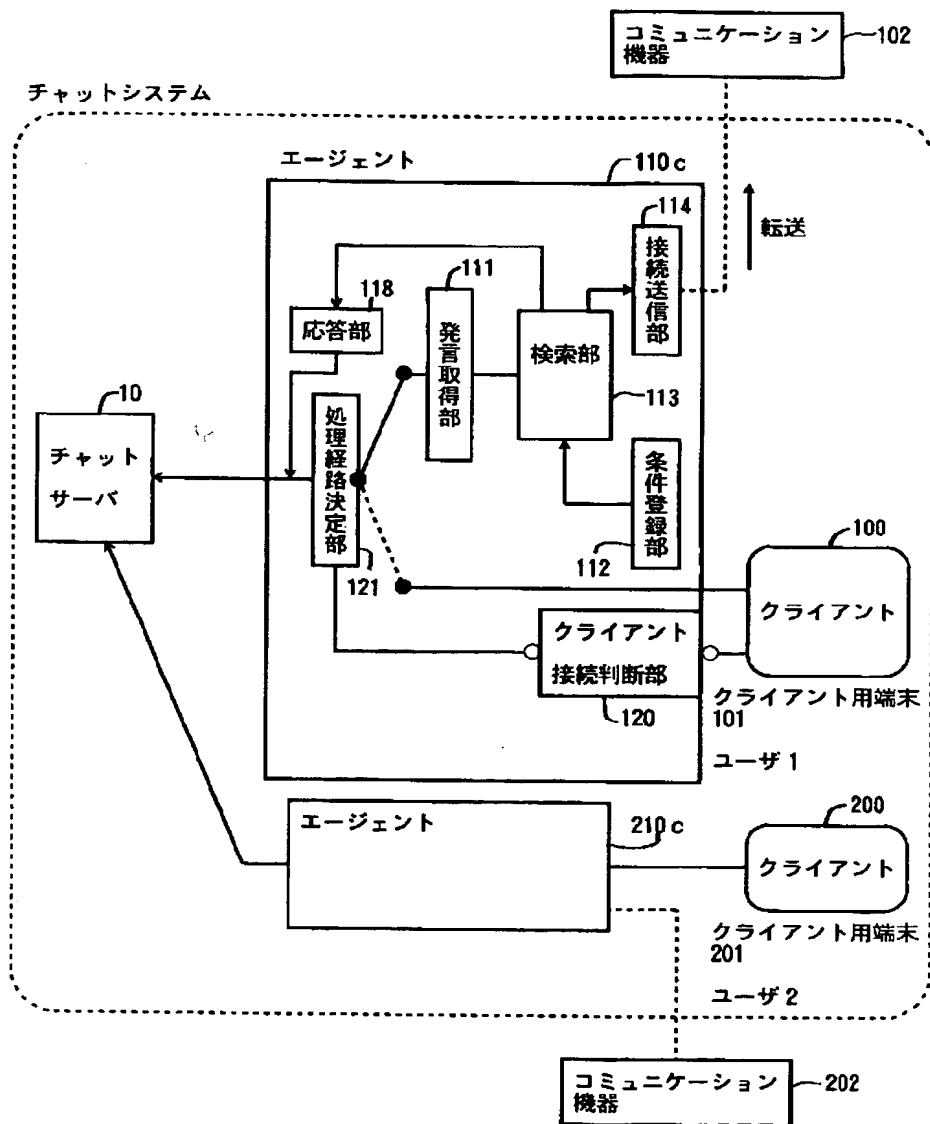 コミュニケーション
機器
102
チャットシステム
エージェント
110c
114
接続送信部
転送
111
発言取得部
118
応答部
検索部
113
10
チャット
サーバ
処理経路決定部
121
条件登録部
112
100
クライアント
クライアント
接続判断部
120
クライアント用端末
101
ユーザ1
エージェント
210c
200
クライアント
クライアント用端末
201
ユーザ2
コミュニケーション
機器
202